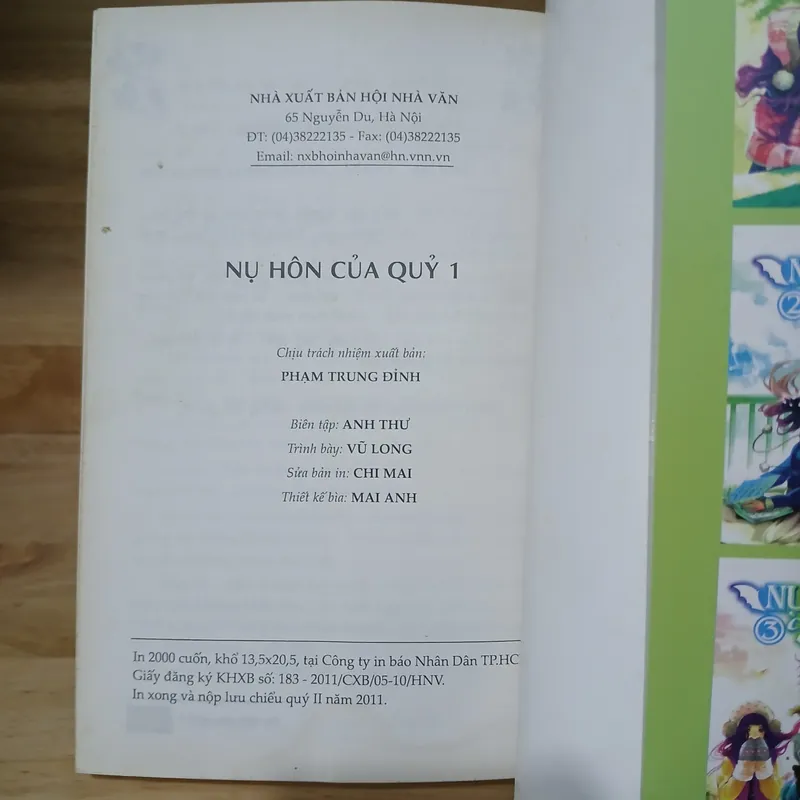 NHÀ XUẤT BẢN HỘI NHÀ VĂN
65 Nguyễn Du, Hà Nội
ĐT: (04)38222135 - Fax: (04)38222135
Email: nxbhoinhavan@hn.vnn.vn
NỤ HÔN CỦA QUỶ 1
Chịu trách nhiệm xuất bản:
PHẠM TRUNG ĐỈNH
Biên tập: ANH THƯ
Trình bày: VŨ LONG
Sửa bản in: CHI MAI
Thiết kế bìa: MAI ANH
In 2000 cuốn, khổ 13,5x20,5, tại Công ty in báo Nhân Dân TP.HC
Giấy đăng ký KHXB số: 183 - 2011/CXB/05-10/HNV.
In xong và nộp lưu chiểu quý II năm 2011.
N
2
NỤ
3